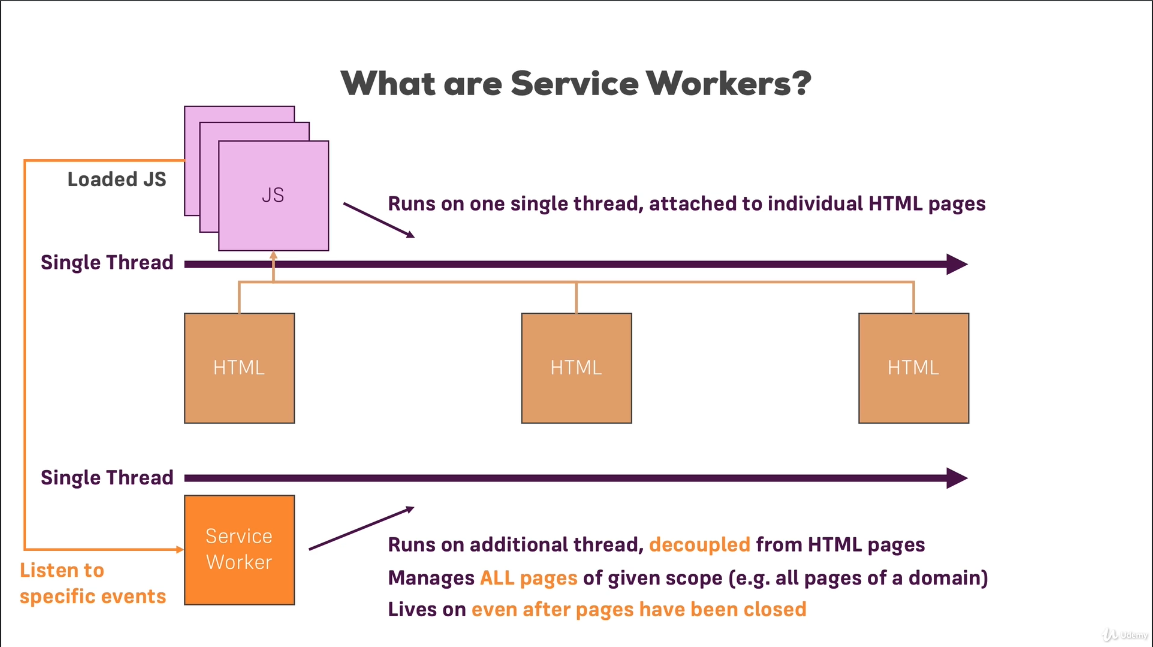 What are Service Workers?
Loaded JS
JS
Runs on one single thread, attached to individual HTML pages
Single Thread
HTML
HTML
HTML
Single Thread
Service
Worker
Listen to
specific events
Runs on additional thread, decoupled from HTML pages
Manages ALL pages of given scope (e.g. all pages of a domain)
Lives on even after pages have been closed
Udemy